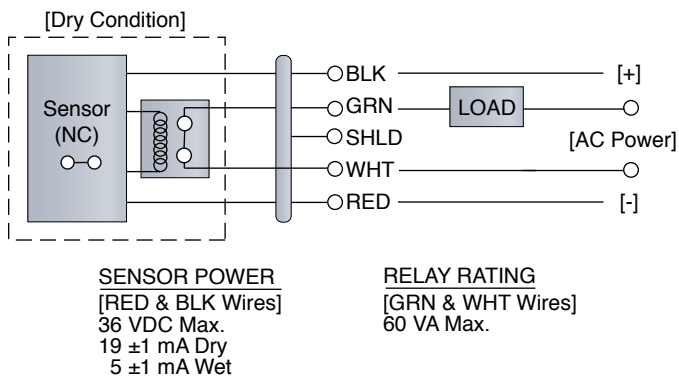 [Dry Condition]
Sensor
(NC)
BLK
[+]
GRN
LOAD
SHLD
[AC Power]
WHT
RED
[-]
SENSOR POWER
[RED & BLK Wires]
36 VDC Max.
19 ±1 mA Dry
5 ±1 mA Wet
RELAY RATING
[GRN & WHT Wires]
60 VA Max.